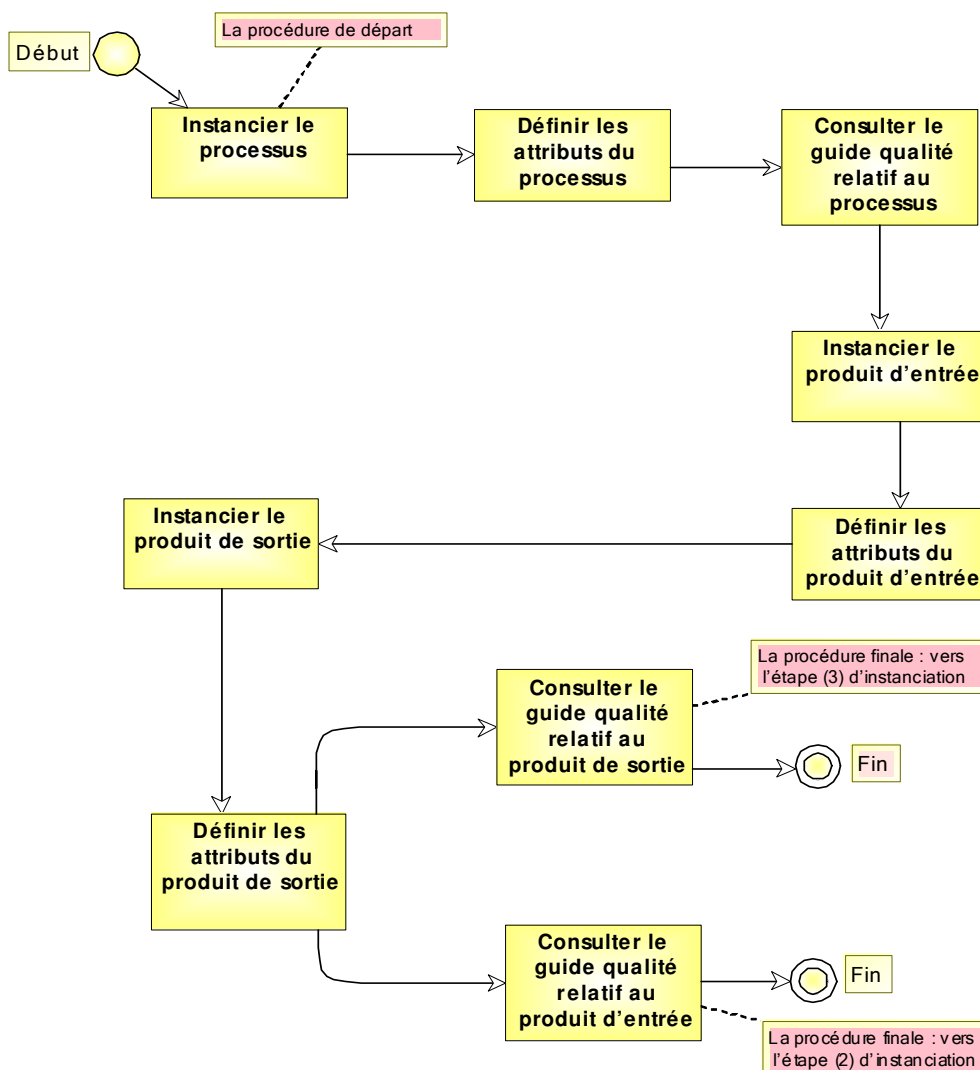 La procédure de départ
Début
Instancier le
processus
Définir les
attributs du
processus
Consulter le
guide qualité
relatif au
processus
Instancier le
produit d'entrée
Instancier le
produit de sortie
Définir les
attributs du
produit d'entrée
La procédure finale : vers
l'étape (3) d'instanciation
Consulter le
guide qualité
relatif au
produit de sortie
Fin
Définir les
attributs du
produit de sortie
Consulter le
guide qualité
relatif au
produit d'entrée
Fin
La procédure finale : vers
l'étape (2) d'instanciation